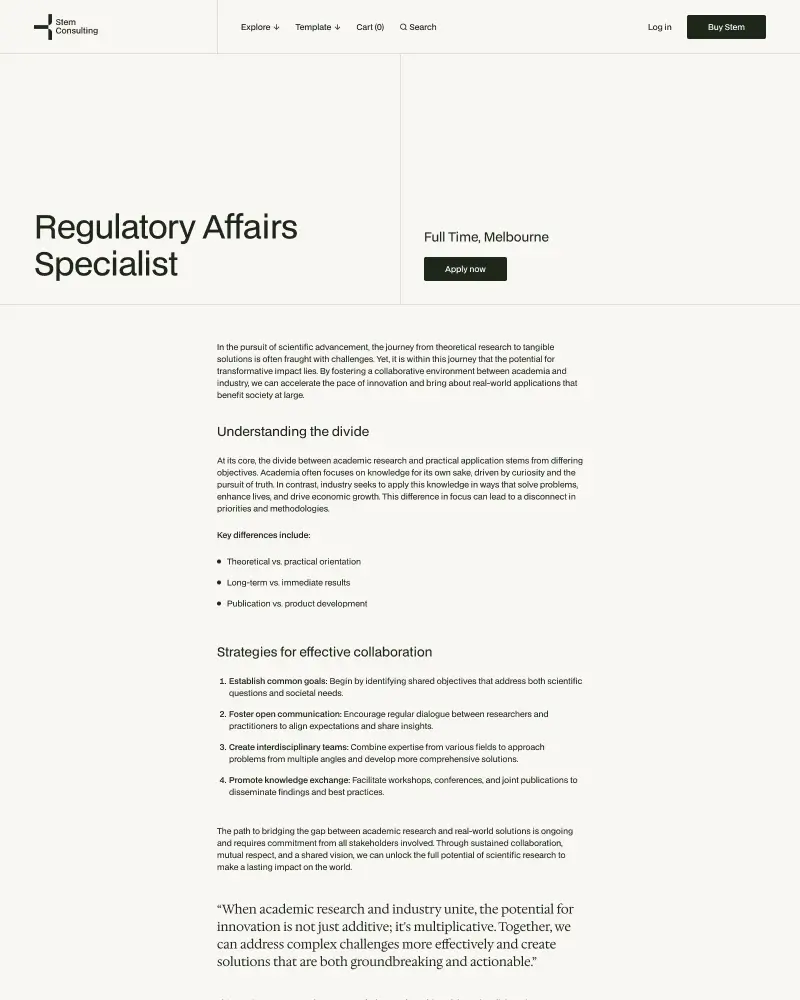 Stem
Consulting
Explore ↓
Template ↓
Cart (0)
Search
Log in
Buy Stem
Regulatory Affairs
Specialist
Full Time, Melbourne
Apply now
In the pursuit of scientific advancement, the journey from theoretical research to tangible
solutions is often fraught with challenges. Yet, it is within this journey that the potential for
transformative impact lies. By fostering a collaborative environment between academia and
industry, we can accelerate the pace of innovation and bring about real-world applications that
benefit society at large.
Understanding the divide
At its core, the divide between academic research and practical application stems from differing
objectives. Academia often focuses on knowledge for its own sake, driven by curiosity and the
pursuit of truth. In contrast, industry seeks to apply this knowledge in ways that solve problems,
enhance lives, and drive economic growth. This difference in focus can lead to a disconnect in
priorities and methodologies.
Key differences include:
• Theoretical vs. practical orientation
• Long-term vs. immediate results
• Publication vs. product development
Strategies for effective collaboration
1. Establish common goals: Begin by identifying shared objectives that address both scientific
questions and societal needs.
2. Foster open communication: Encourage regular dialogue between researchers and
practitioners to align expectations and share insights.
3. Create interdisciplinary teams: Combine expertise from various fields to approach
problems from multiple angles and develop more comprehensive solutions.
4. Promote knowledge exchange: Facilitate workshops, conferences, and joint publications to
disseminate findings and best practices.
The path to bridging the gap between academic research and real-world solutions is ongoing
and requires commitment from all stakeholders involved. Through sustained collaboration,
mutual respect, and a shared vision, we can unlock the full potential of scientific research to
make a lasting impact on the world.
“When academic research and industry unite, the potential for
innovation is not just additive; it's multiplicative. Together, we
can address complex challenges more effectively and create
solutions that are both groundbreaking and actionable.”